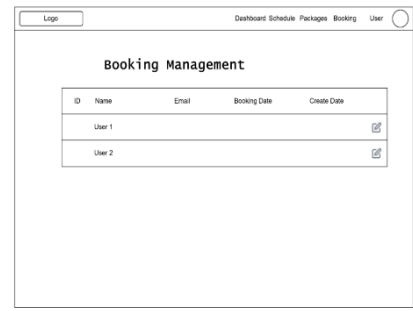 Logo Dashboard Schedule Packages Booking User
Booking Management
ID Name Email Booking Date Create Date
User 1
User 2